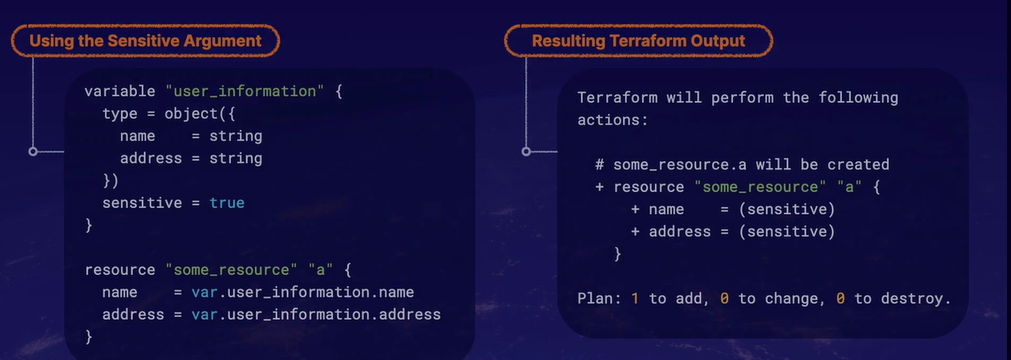 Using the Sensitive Argument
variable "user_information" {
  type = object({
    name    = string
    address = string
  })
  sensitive = true
}

resource "some_resource" "a" {
  name    = var.user_information.name
  address = var.user_information.address
}
Resulting Terraform Output
Terraform will perform the following
actions:

  # some_resource.a will be created
  + resource "some_resource" "a" {
      + name    = (sensitive)
      + address = (sensitive)
    }

Plan: 1 to add, 0 to change, 0 to destroy.